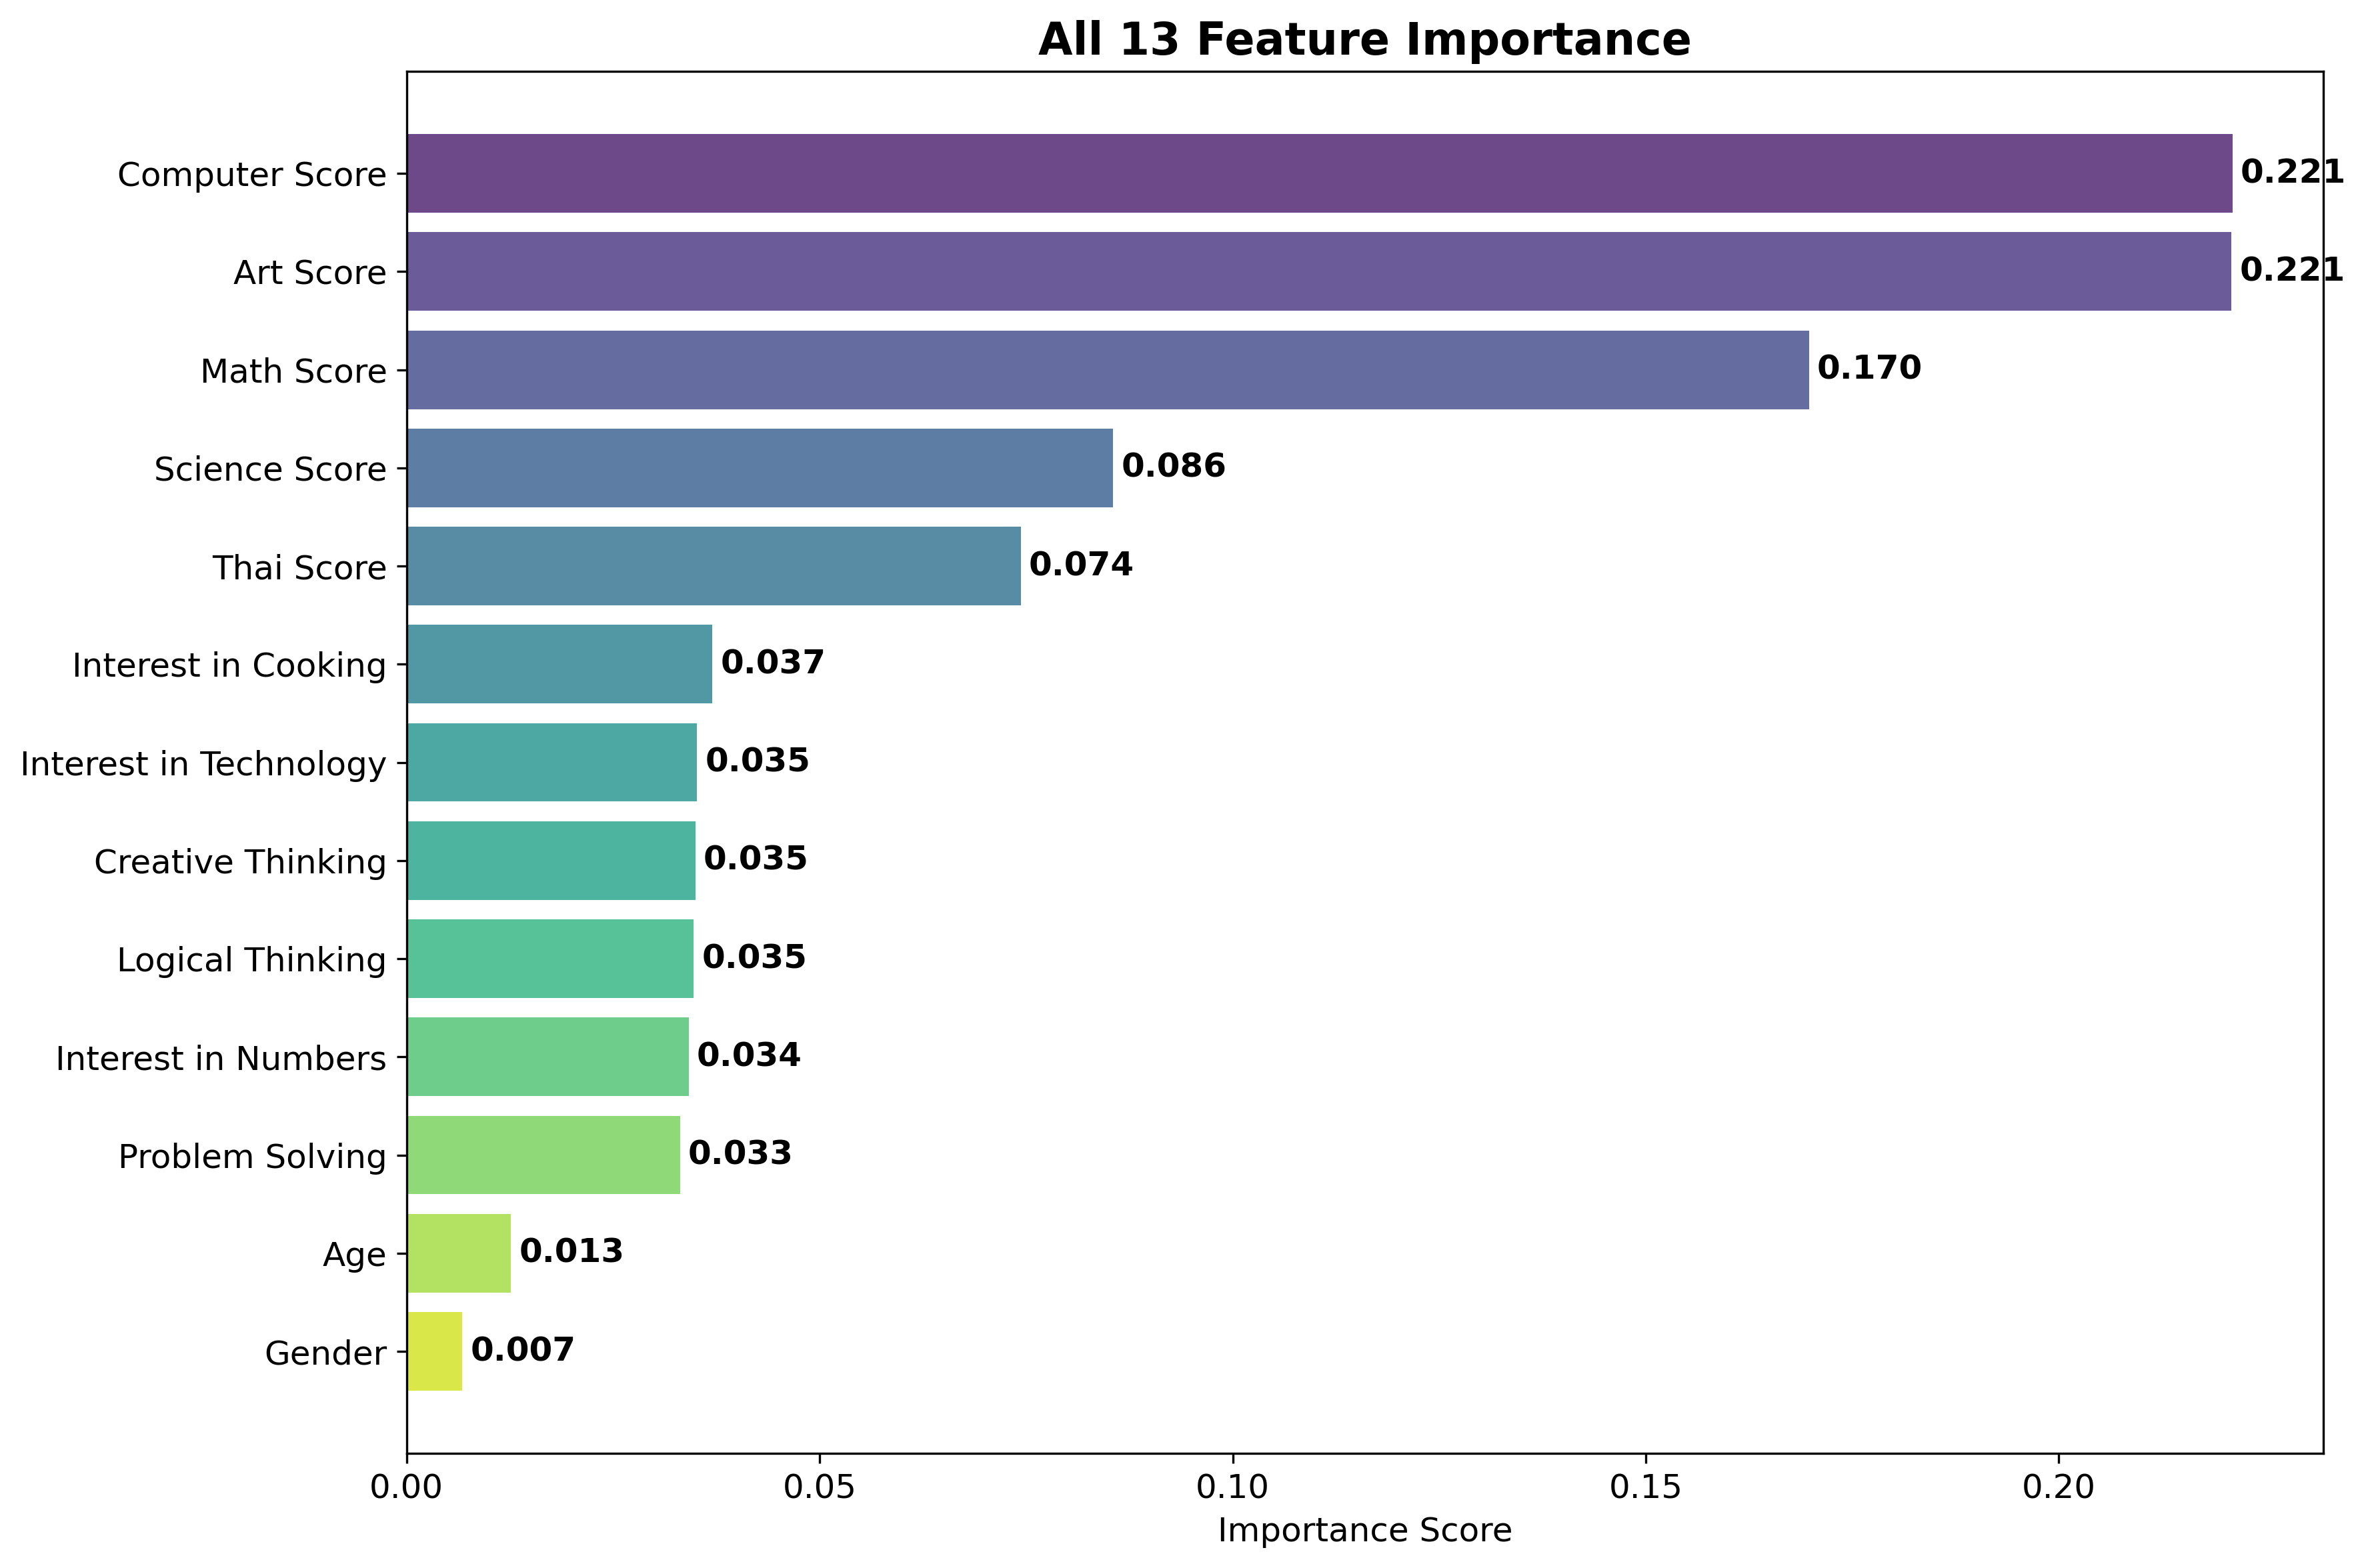 All 13 Feature Importance
Computer Score 0.221
Art Score 0.221
Math Score 0.170
Science Score 0.086
Thai Score 0.074
Interest in Cooking 0.037
Interest in Technology 0.035
Creative Thinking 0.035
Logical Thinking 0.035
Interest in Numbers 0.034
Problem Solving 0.033
Age 0.013
Gender 0.007
0.00 0.05 0.10 0.15 0.20
Importance Score